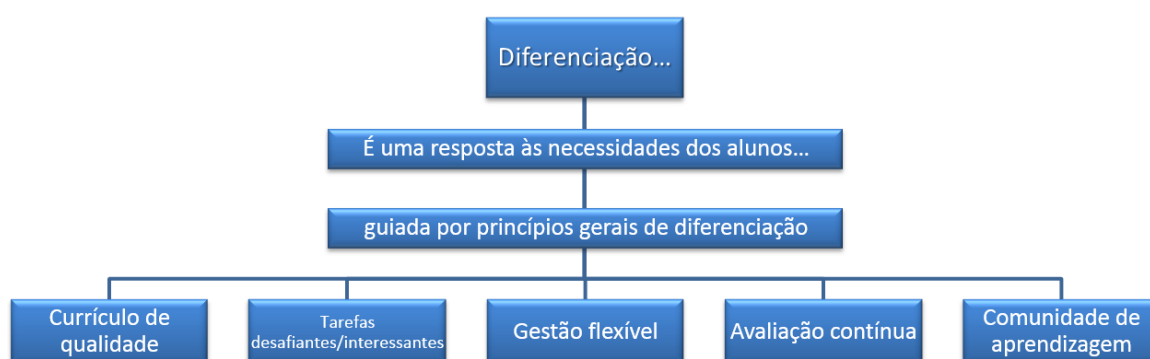 Diferenciação…
É uma resposta às necessidades dos alunos…
guiada por princípios gerais de diferenciação
Currículo de
qualidade
Tarefas
desafiantes/interessantes
Gestão flexível
Avaliação contínua
Comunidade de
aprendizagem